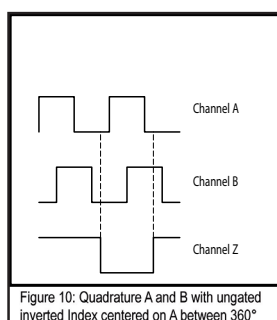 Channel A
Channel B
Channel Z
Figure 10: Quadrature A and B with ungated
inverted Index centered on A between 360°